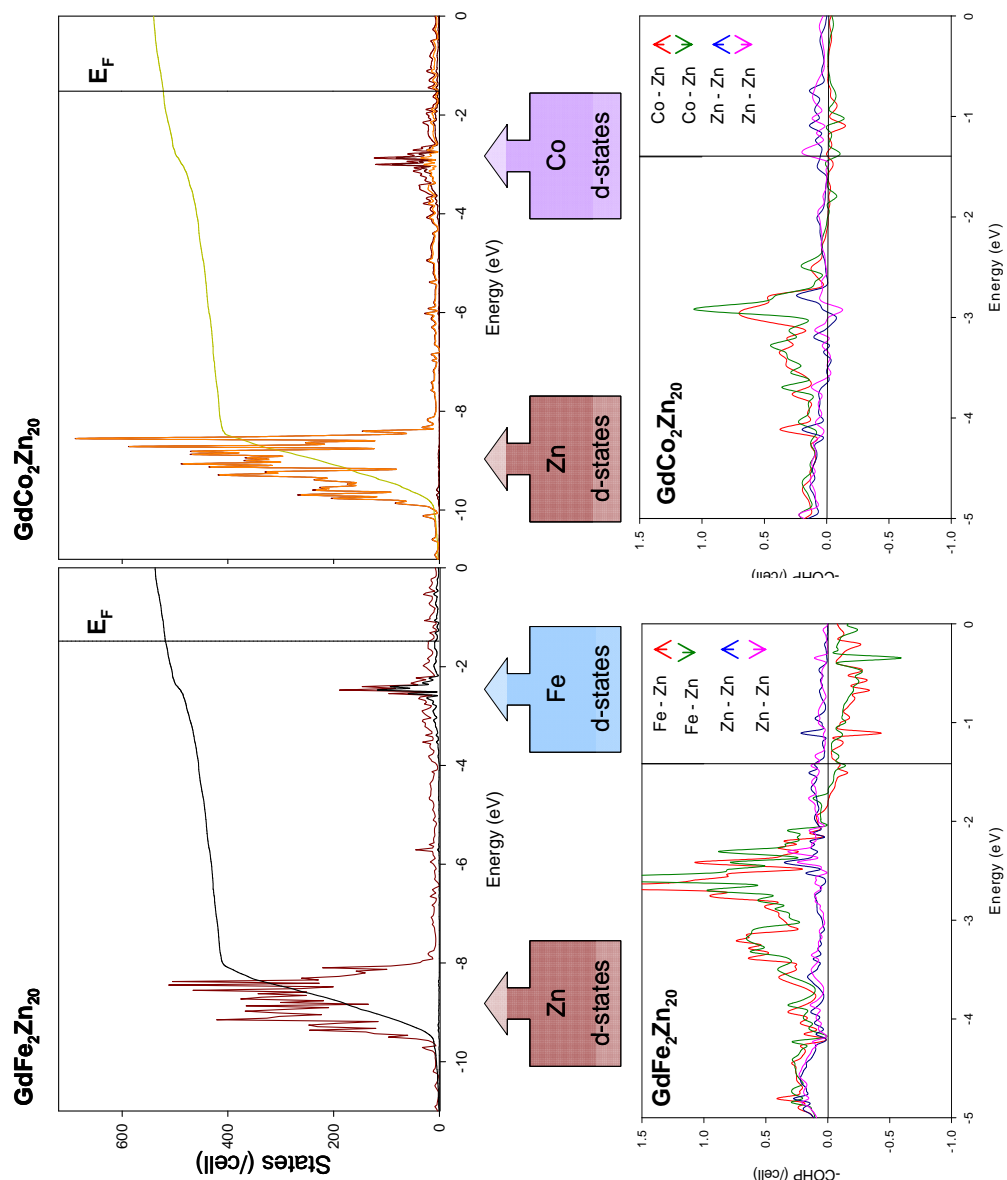 GdFe₂Zn₂₀
E_F
States (/cell)
600
400
200
0
-10
-8
-6
-4
-2
0
Energy (eV)
GdCo₂Zn₂₀
E_F
-10
-8
-6
-4
-2
0
Energy (eV)
Zn
d-states
Fe
d-states
Zn
d-states
Co
d-states
GdFe₂Zn₂₀
Fe - Zn
Fe - Zn
Zn - Zn
Zn - Zn
-COHP (/cell)
1.5
1.0
0.5
0.0
-0.5
-1.0
-5
-4
-3
-2
-1
0
Energy (eV)
GdCo₂Zn₂₀
Co - Zn
Co - Zn
Zn - Zn
Zn - Zn
-COHP (/cell)
1.5
1.0
0.5
0.0
-0.5
-1.0
-5
-4
-3
-2
-1
0
Energy (eV)